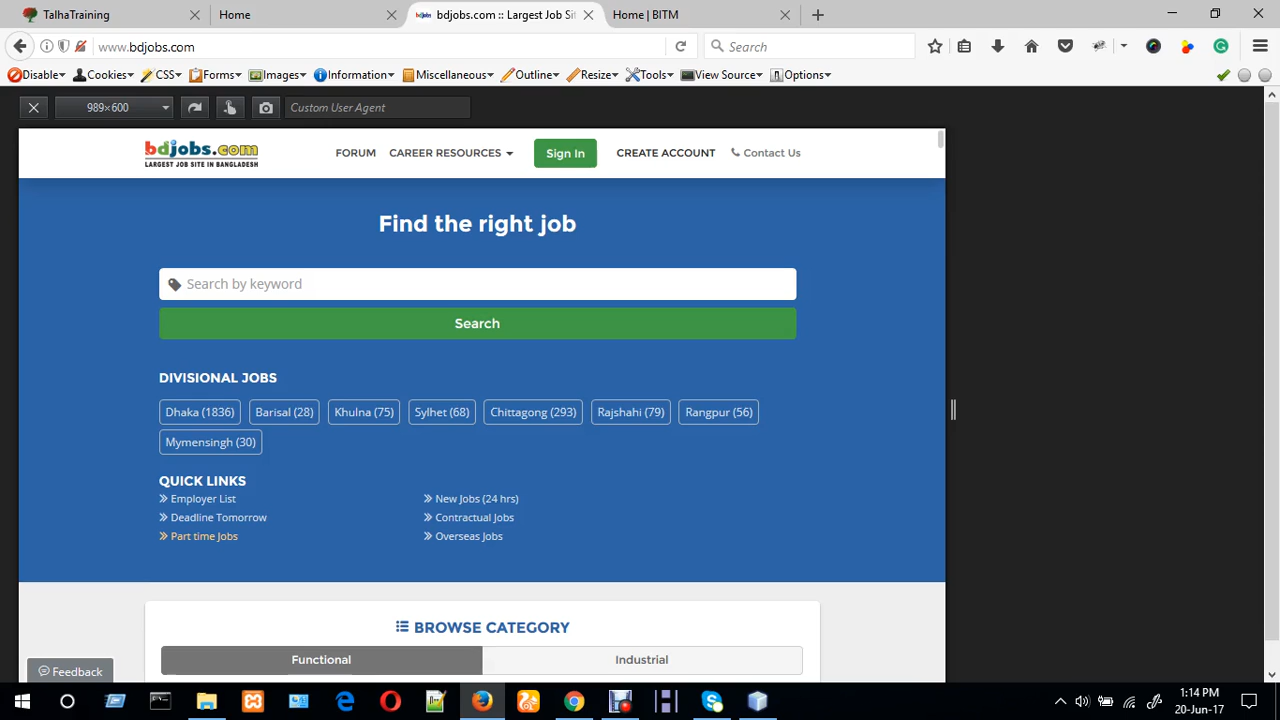 TalhaTraining
Home
bdjobs.com :: Largest Job Sit
Home | BITM
www.bdjobs.com
Search
Disable
Cookies
CSS
Forms
Images
Information
Miscellaneous
Outline
Resize
Tools
View Source
Options
989×600
Custom User Agent
bdjobs.com
LARGEST JOB SITE IN BANGLADESH
FORUM
CAREER RESOURCES
Sign In
CREATE ACCOUNT
Contact Us
Find the right job
Search by keyword
Search
DIVISIONAL JOBS
Dhaka (1836)
Barisal (28)
Khulna (75)
Sylhet (68)
Chittagong (293)
Rajshahi (79)
Rangpur (56)
Mymensingh (30)
QUICK LINKS
Employer List
New Jobs (24 hrs)
Deadline Tomorrow
Contractual Jobs
Part time Jobs
Overseas Jobs
BROWSE CATEGORY
Functional
Industrial
Feedback
1:14 PM
20-Jun-17